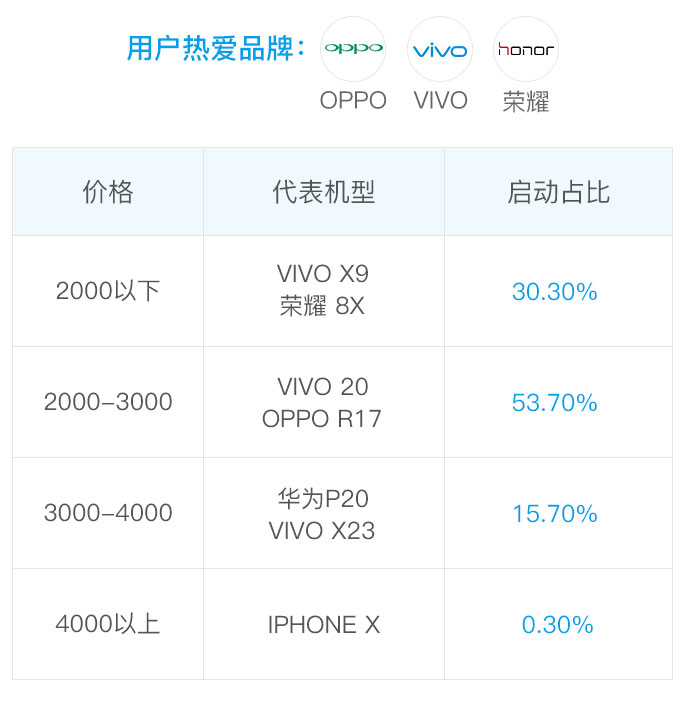 用户热爱品牌：
oppo
vivo
honor
OPPO
VIVO
荣耀
价格
代表机型
启动占比
2000以下
VIVO X9
荣耀 8X
30.30%
2000–3000
VIVO 20
OPPO R17
53.70%
3000–4000
华为P20
VIVO X23
15.70%
4000以上
IPHONE X
0.30%